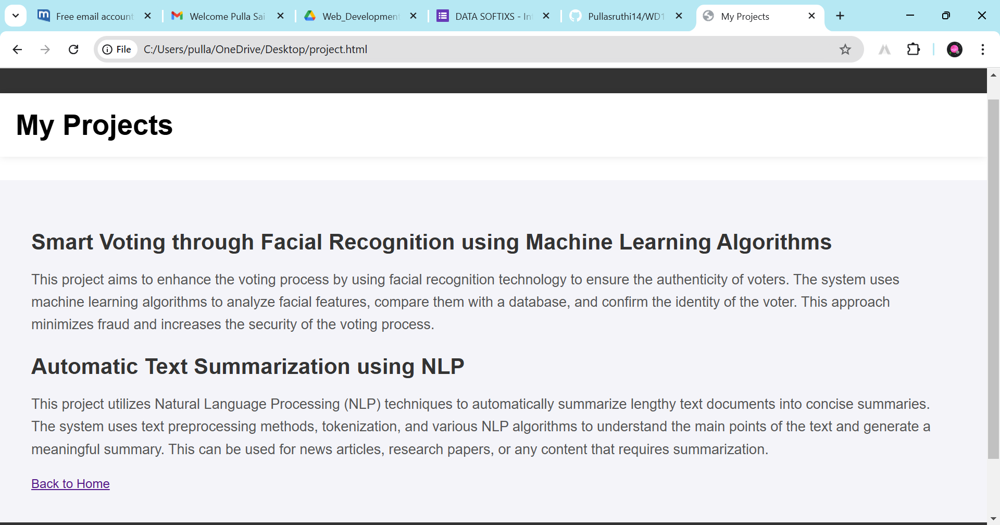 Free email account
Welcome Pulla Sai
Web_Development
DATA SOFTIXS - In
Pullasruthi14/WD1
My Projects
File
C:/Users/pulla/OneDrive/Desktop/project.html
My Projects
Smart Voting through Facial Recognition using Machine Learning Algorithms
This project aims to enhance the voting process by using facial recognition technology to ensure the authenticity of voters. The system uses
machine learning algorithms to analyze facial features, compare them with a database, and confirm the identity of the voter. This approach
minimizes fraud and increases the security of the voting process.
Automatic Text Summarization using NLP
This project utilizes Natural Language Processing (NLP) techniques to automatically summarize lengthy text documents into concise summaries.
The system uses text preprocessing methods, tokenization, and various NLP algorithms to understand the main points of the text and generate a
meaningful summary. This can be used for news articles, research papers, or any content that requires summarization.
Back to Home